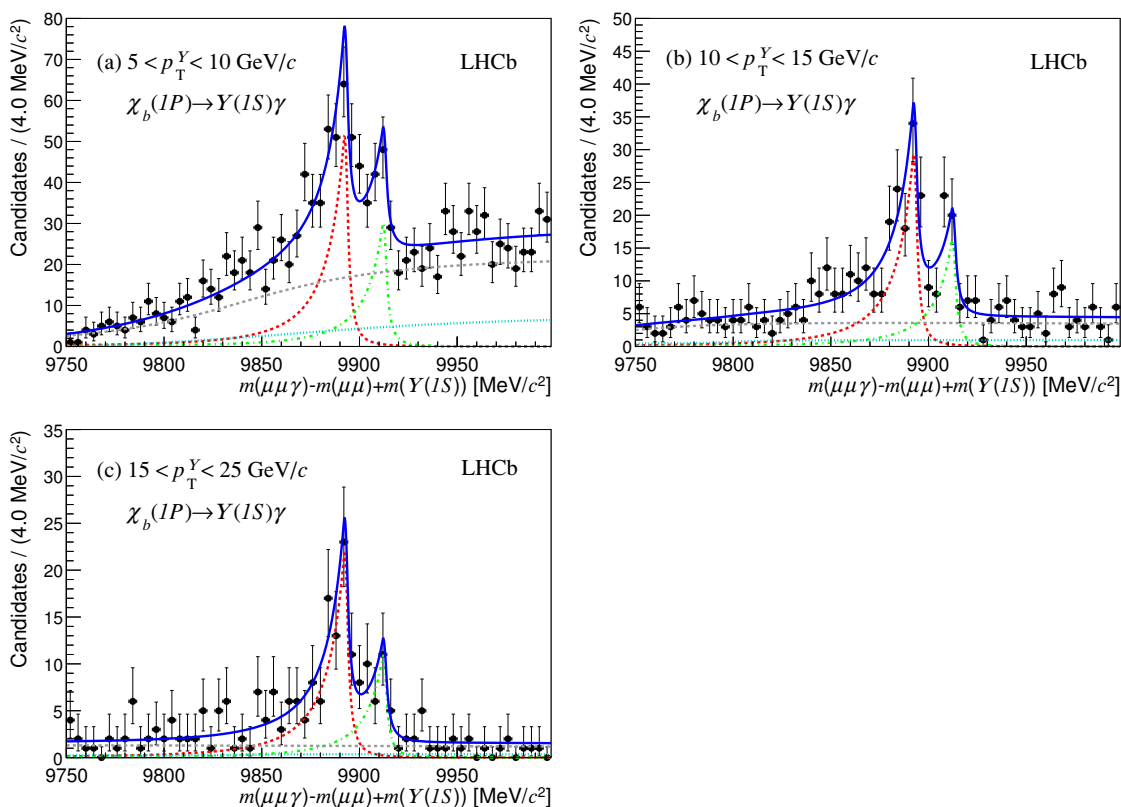 Candidates / (4.0 MeV/c²)
80
70
60
50
40
30
20
10
0
(a) 5 < p_T^Υ < 10 GeV/c
χ_b(1P)→Υ(1S)γ
LHCb
9750 9800 9850 9900 9950
m(μμγ)-m(μμ)+m(Υ(1S)) [MeV/c²]
Candidates / (4.0 MeV/c²)
50
45
40
35
30
25
20
15
10
5
0
(b) 10 < p_T^Υ < 15 GeV/c
χ_b(1P)→Υ(1S)γ
LHCb
9750 9800 9850 9900 9950
m(μμγ)-m(μμ)+m(Υ(1S)) [MeV/c²]
Candidates / (4.0 MeV/c²)
35
30
25
20
15
10
5
0
(c) 15 < p_T^Υ < 25 GeV/c
χ_b(1P)→Υ(1S)γ
LHCb
9750 9800 9850 9900 9950
m(μμγ)-m(μμ)+m(Υ(1S)) [MeV/c²]